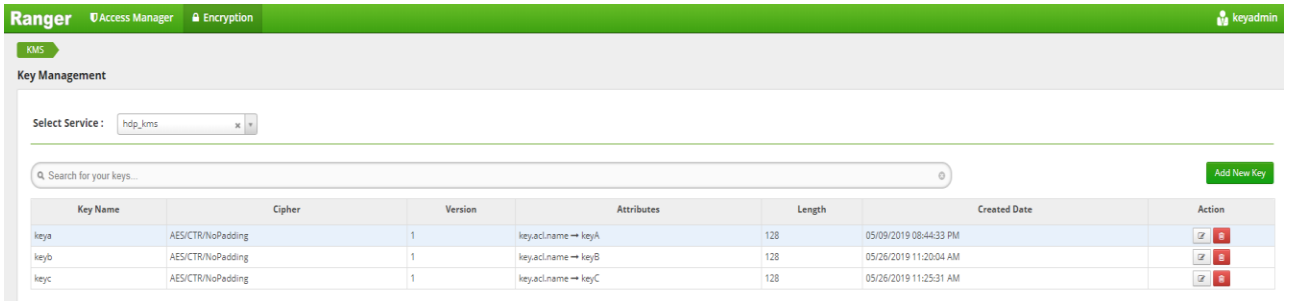 Ranger Access Manager Encryption keyadmin
KMS
Key Management
Select Service : hdp_kms
Search for your keys...
Add New Key
Key Name Cipher Version Attributes Length Created Date Action
keya AES/CTR/NoPadding 1 key.acl.name → keyA 128 05/09/2019 08:44:33 PM
keyb AES/CTR/NoPadding 1 key.acl.name → keyB 128 05/26/2019 11:20:04 AM
keyc AES/CTR/NoPadding 1 key.acl.name → keyC 128 05/26/2019 11:25:31 AM